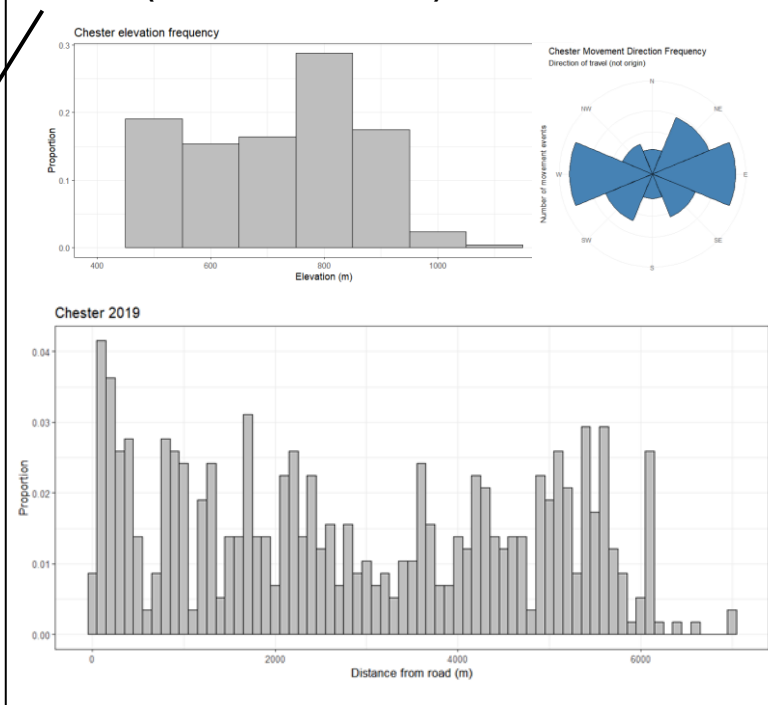 Chester elevation frequency
0.3
0.2
0.1
0.0
Proportion
400 600 800 1000
Elevation (m)
Chester Movement Direction Frequency
Direction of travel (not origin)
Number of movement events
N
NW NE
W E
SW SE
S
Chester 2019
0.04
0.03
0.02
0.01
0.00
Proportion
0 2000 4000 6000
Distance from road (m)